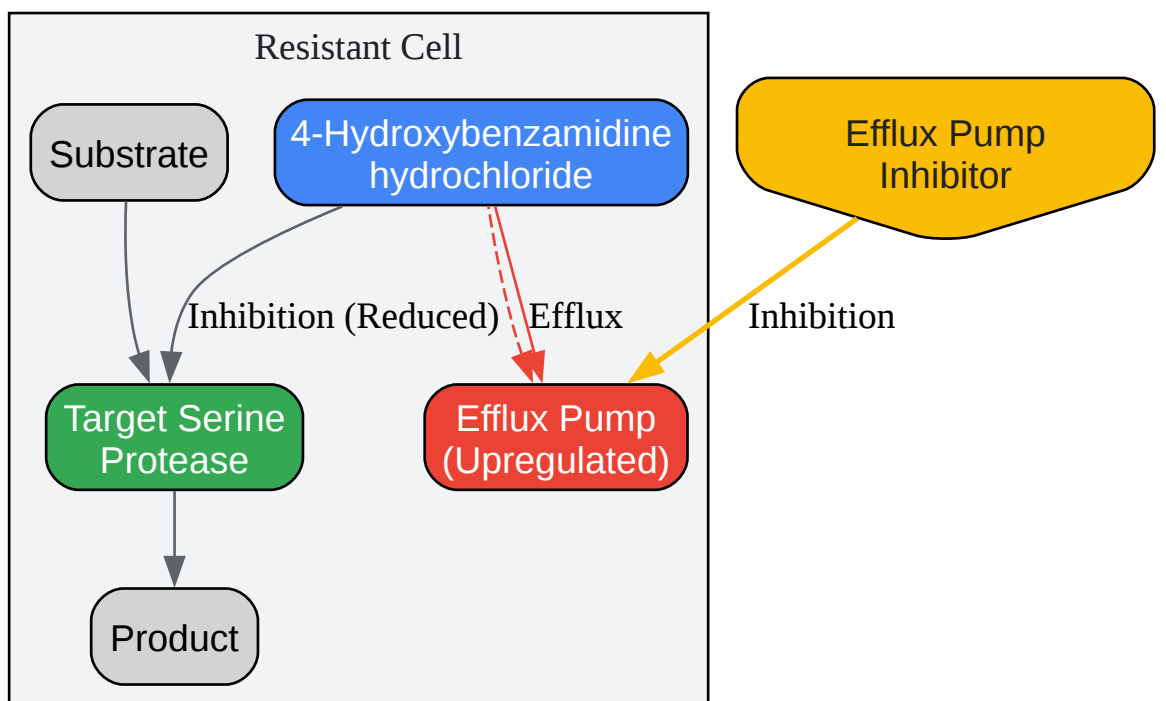 Resistant Cell
Substrate
4-Hydroxybenzamidine
hydrochloride
Efflux Pump
Inhibitor
Inhibition (Reduced)
Efflux
Inhibition
Target Serine
Protease
Efflux Pump
(Upregulated)
Product